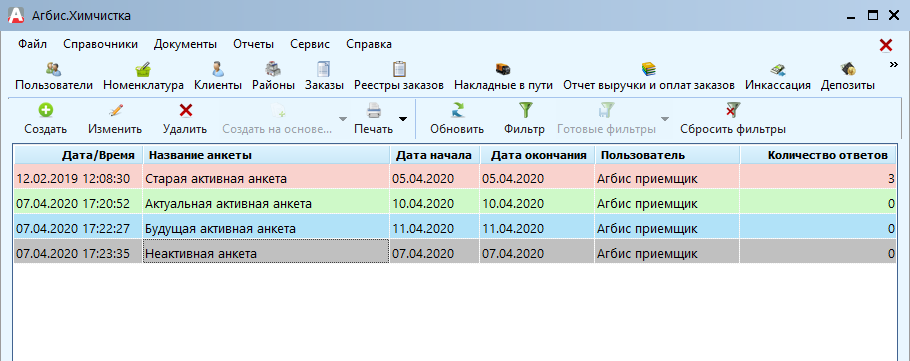 Агбис.Химчистка
Файл Справочники Документы Отчеты Сервис Справка
Пользователи Номенклатура Клиенты Районы Заказы Реестры заказов Накладные в пути Отчет выручки и оплат заказов Инкассация Депозиты »
Создать Изменить Удалить Создать на основе... Печать Обновить Фильтр Готовые фильтры Сбросить фильтры
Дата/Время Название анкеты Дата начала Дата окончания Пользователь Количество ответов
12.02.2019 12:08:30 Старая активная анкета 05.04.2020 05.04.2020 Агбис приемщик 3
07.04.2020 17:20:52 Актуальная активная анкета 10.04.2020 10.04.2020 Агбис приемщик 0
07.04.2020 17:22:27 Будущая активная анкета 11.04.2020 11.04.2020 Агбис приемщик 0
07.04.2020 17:23:35 Неактивная анкета 07.04.2020 07.04.2020 Агбис приемщик 0